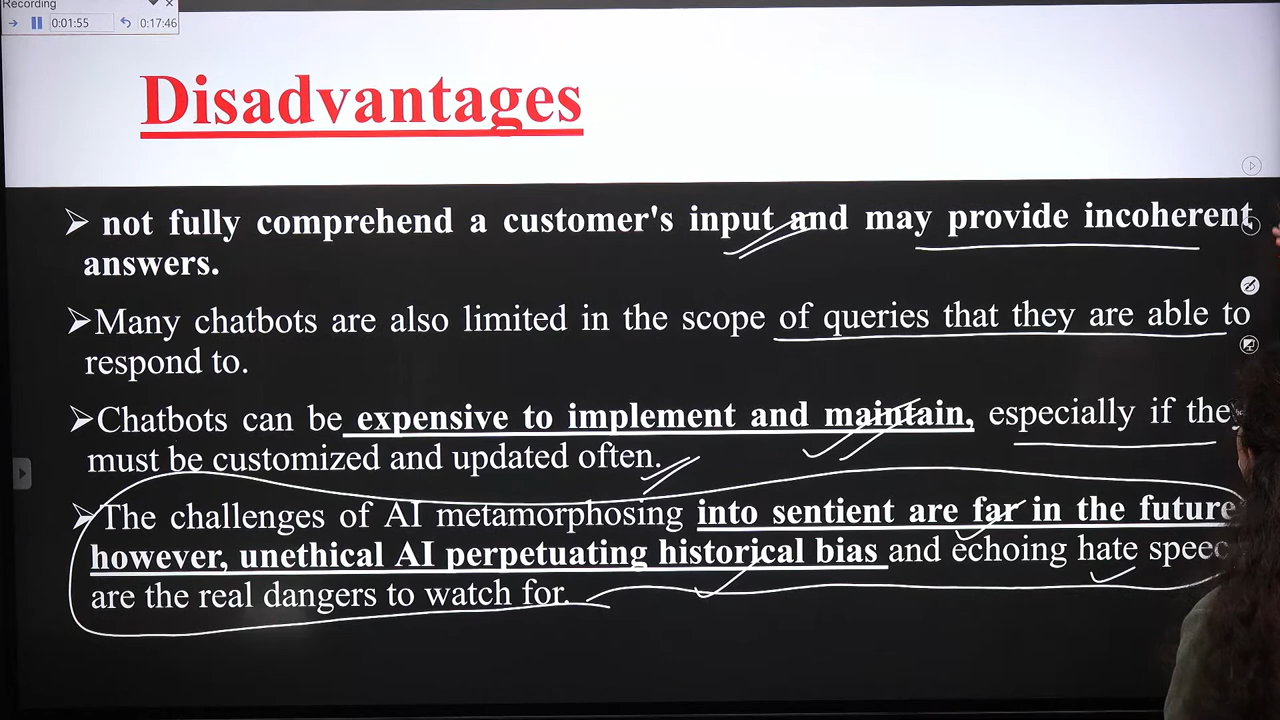 Recording
0:01:55
0:17:46
Disadvantages
➢ not fully comprehend a customer's input and may provide incoherent
answers.
➢Many chatbots are also limited in the scope of queries that they are able to
respond to.
➢Chatbots can be expensive to implement and maintain, especially if they
must be customized and updated often.
➢The challenges of AI metamorphosing into sentient are far in the future
however, unethical AI perpetuating historical bias and echoing hate
are the real dangers to watch for.